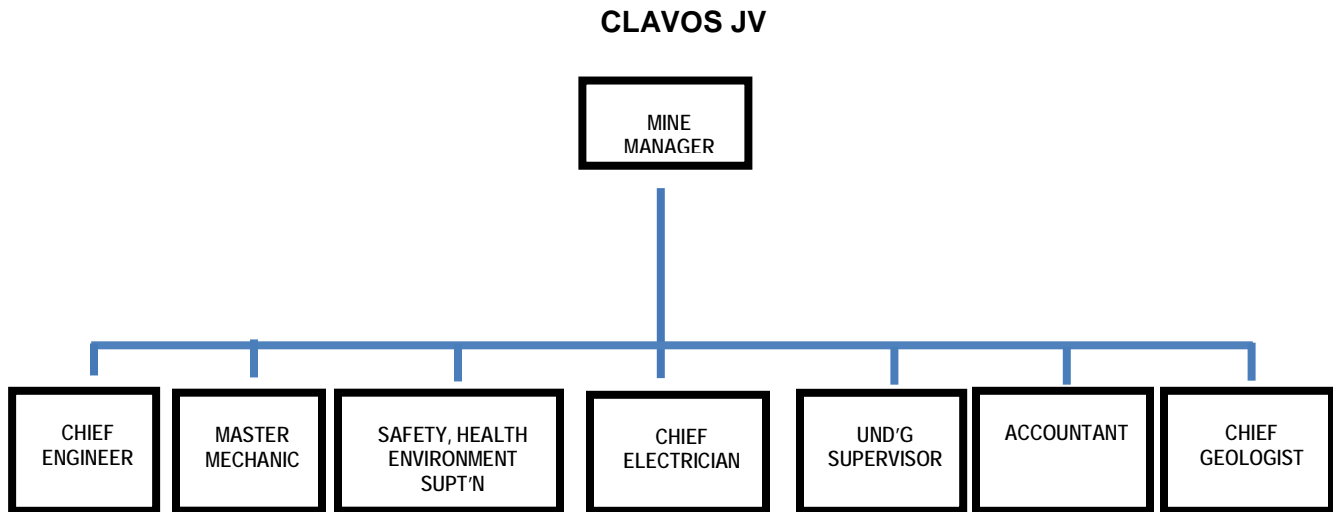 CLAVOS JV
MINE
MANAGER
CHIEF
ENGINEER
MASTER
MECHANIC
SAFETY, HEALTH
ENVIRONMENT
SUPT’N
CHIEF
ELECTRICIAN
UND’G
SUPERVISOR
ACCOUNTANT
CHIEF
GEOLOGIST